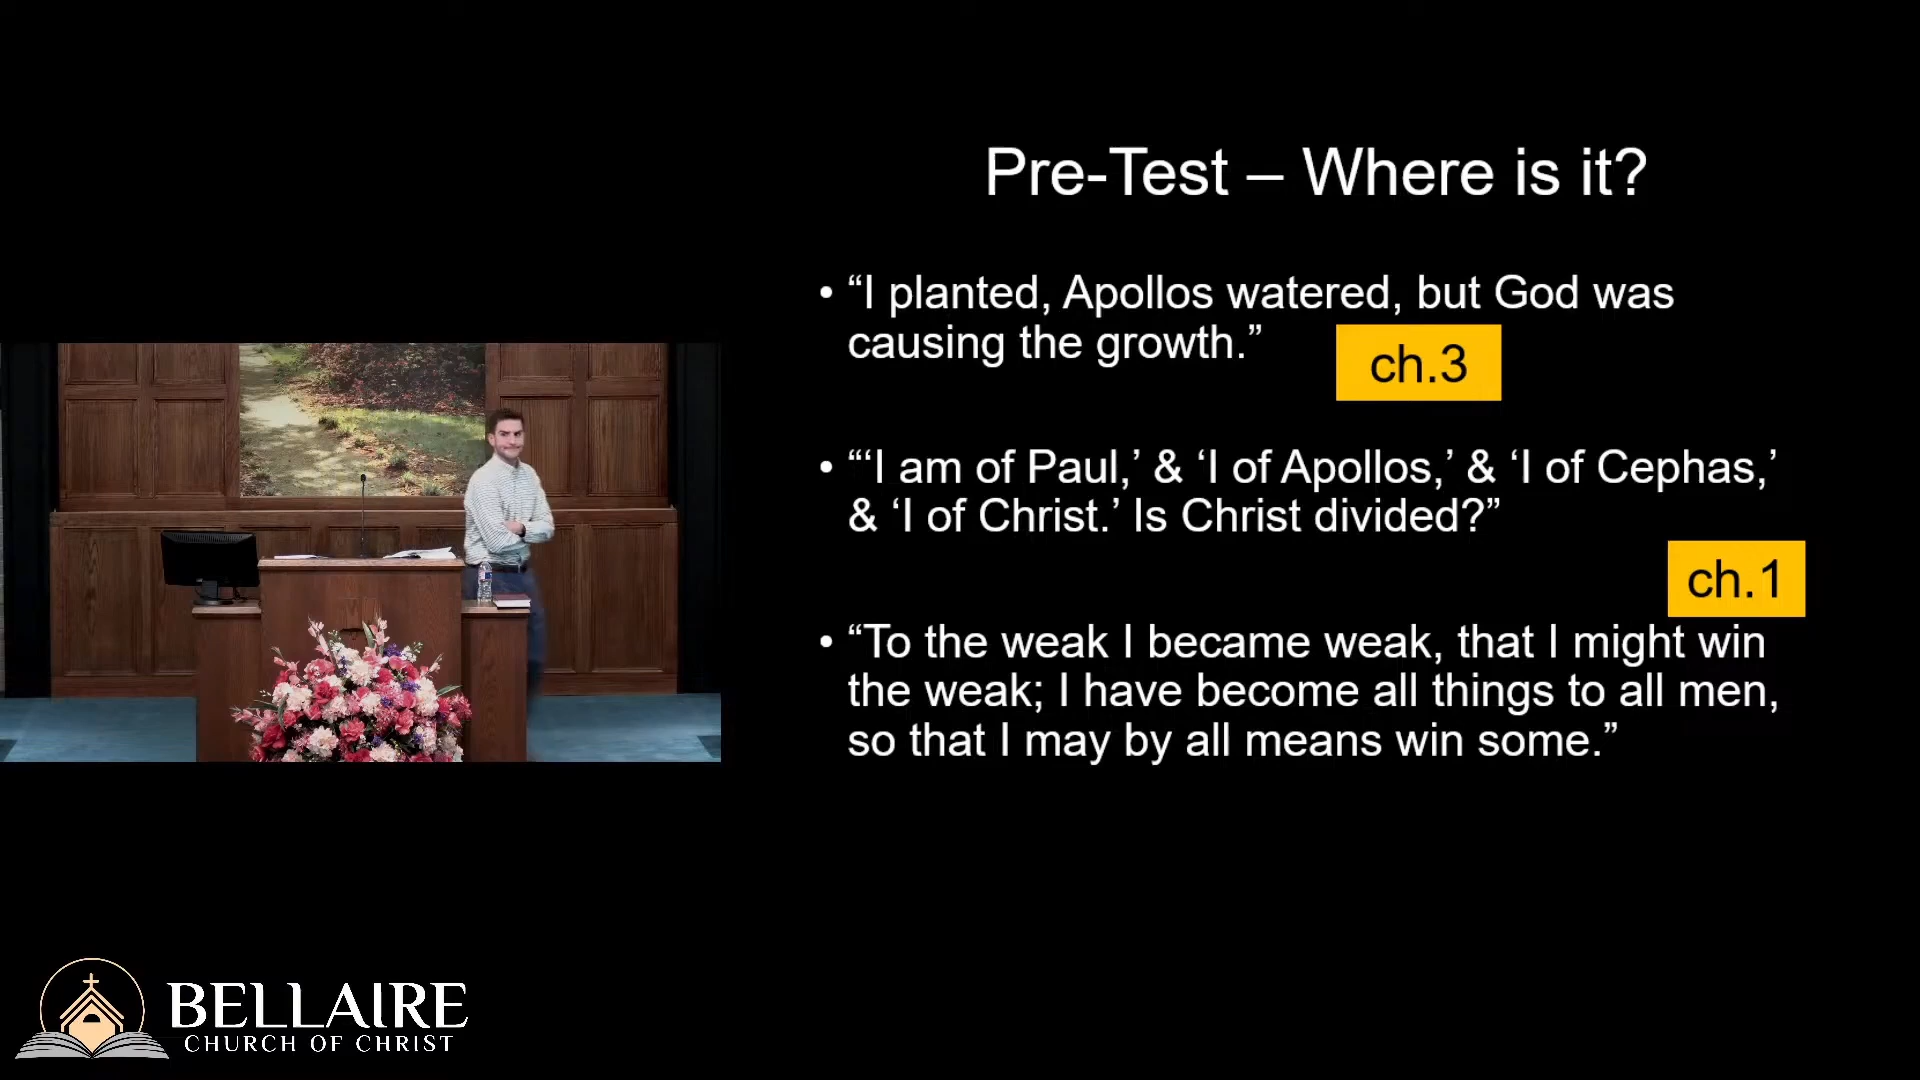 Pre-Test – Where is it?
• “I planted, Apollos watered, but God was
causing the growth.”
ch.3
• “‘I am of Paul,’ & ‘I of Apollos,’ & ‘I of Cephas,’
& ‘I of Christ.’ Is Christ divided?”
ch.1
• “To the weak I became weak, that I might win
the weak; I have become all things to all men,
so that I may by all means win some.”
BELLAIRE
CHURCH OF CHRIST